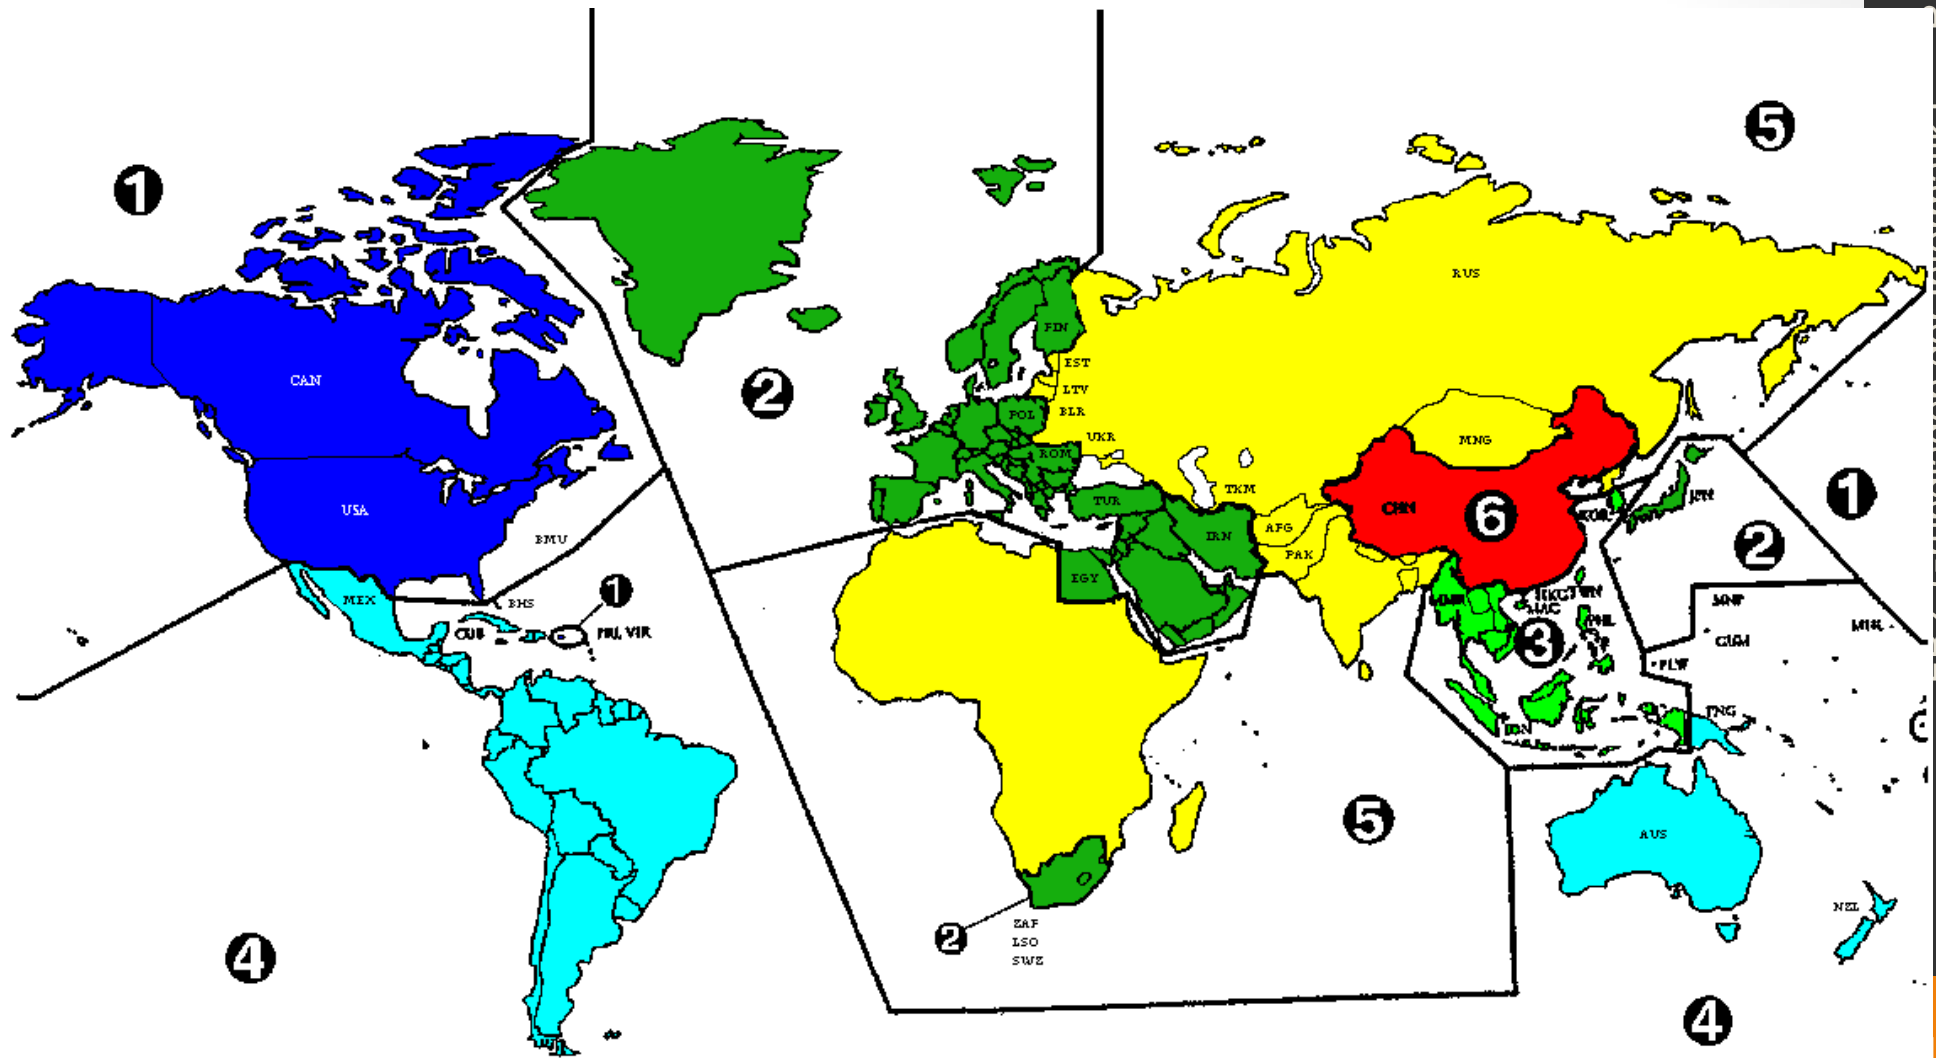 5
1
RUS
FIN
EST
CAN
2
LTV
POL
BLR
UKR
MNG
ROM
TKM
TUR
1
JPN
CHN
6
USA
KOR
AFG
IRN
BMU
PAK
2
EGY
1
HKG TWN
MEX
BHS
MMR
MAC
MNP
PHL
CUB
PRI, VIR
3
GUM
MHL
PLW
PNG
IDN
5
AUS
NZL
ZAF
2
LSO
SWZ
4
4